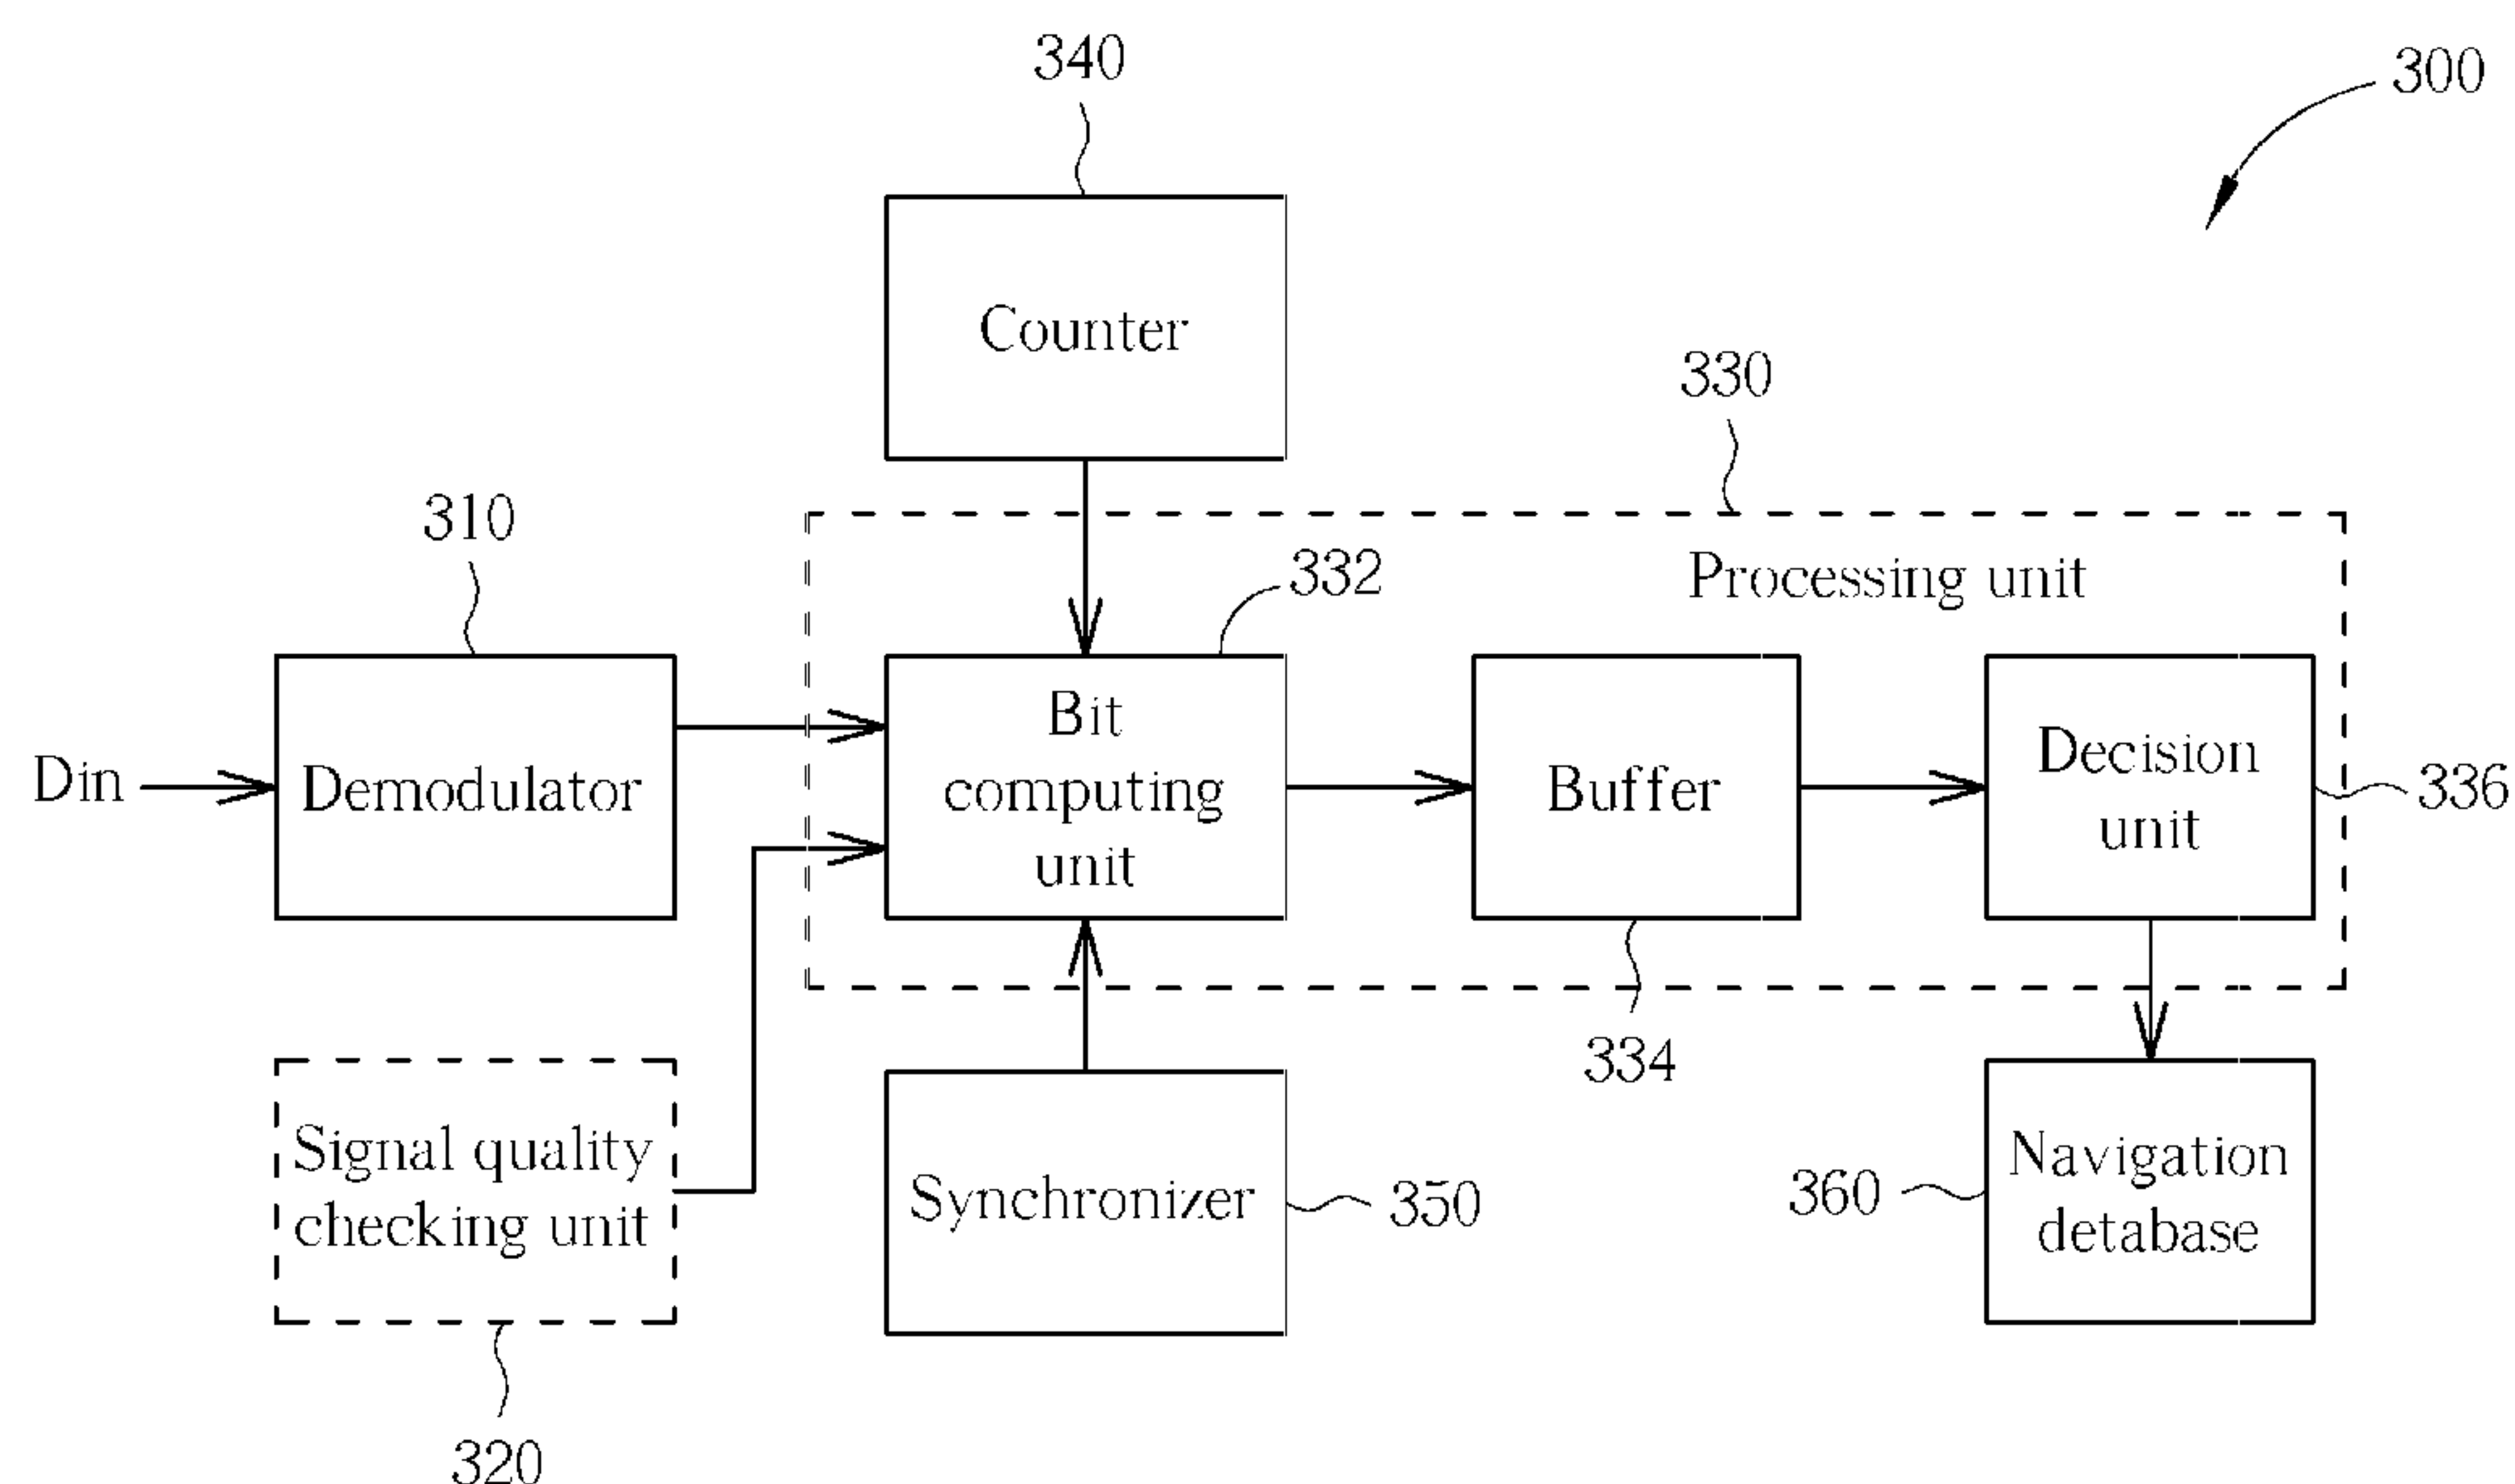 340
300
Counter
330
310
332
Processing unit
Din
Demodulator
Bit
computing
unit
Buffer
Decision
unit
336
334
Signal quality
checking unit
Synchronizer
350
360
Navigation
detabase
320